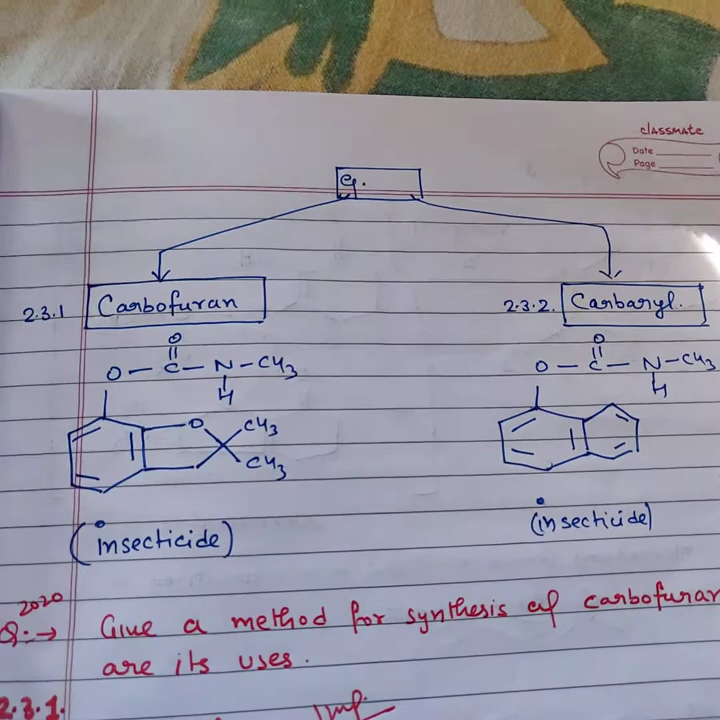 classmate
Date
Page
eg.
2.3.1 Carbofuran
2.3.2. Carbaryl.
O
O
O — C — N — CH3
O — C — N — CH3
H
H
O CH3
CH3
(insecticide)
(insecticide)
2020
Q:→ Give a method for synthesis of carbofuran
are its uses.
2.3.1.
Imp.